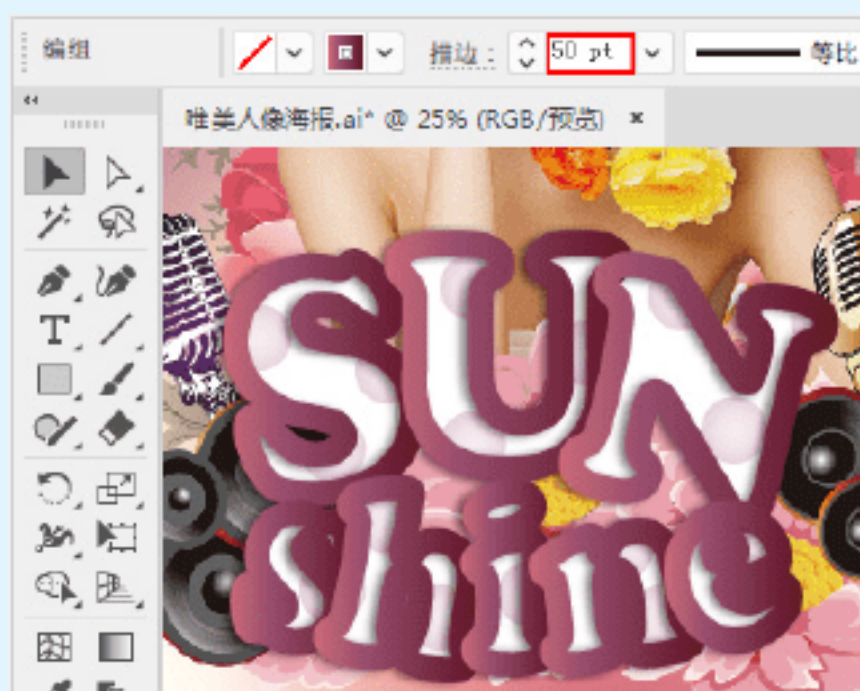 编组
描边: 50 pt 等比
唯美人像海报.ai* @ 25% (RGB/预览) ×
T
SUN
shine